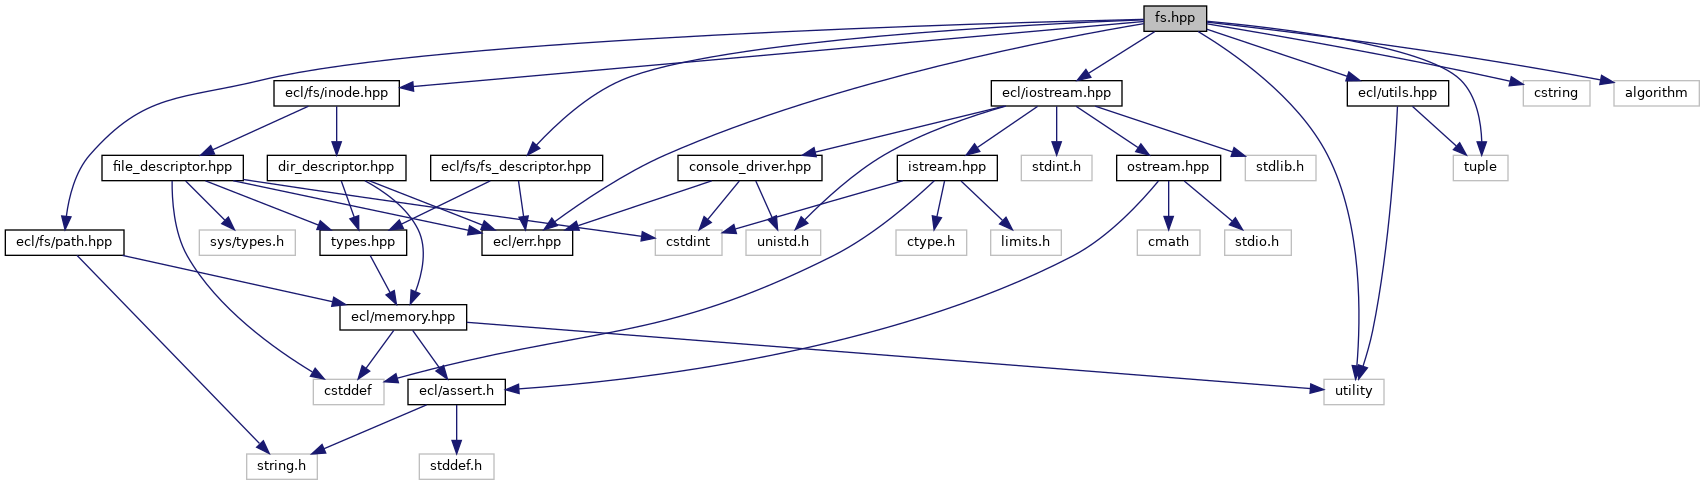 fs.hpp
ecl/fs/inode.hpp
ecl/iostream.hpp
ecl/utils.hpp
cstring
algorithm
file_descriptor.hpp
dir_descriptor.hpp
ecl/fs/fs_descriptor.hpp
console_driver.hpp
istream.hpp
stdint.h
ostream.hpp
stdlib.h
tuple
ecl/fs/path.hpp
sys/types.h
types.hpp
ecl/err.hpp
cstdint
unistd.h
ctype.h
limits.h
cmath
stdio.h
ecl/memory.hpp
cstddef
ecl/assert.h
utility
string.h
stddef.h